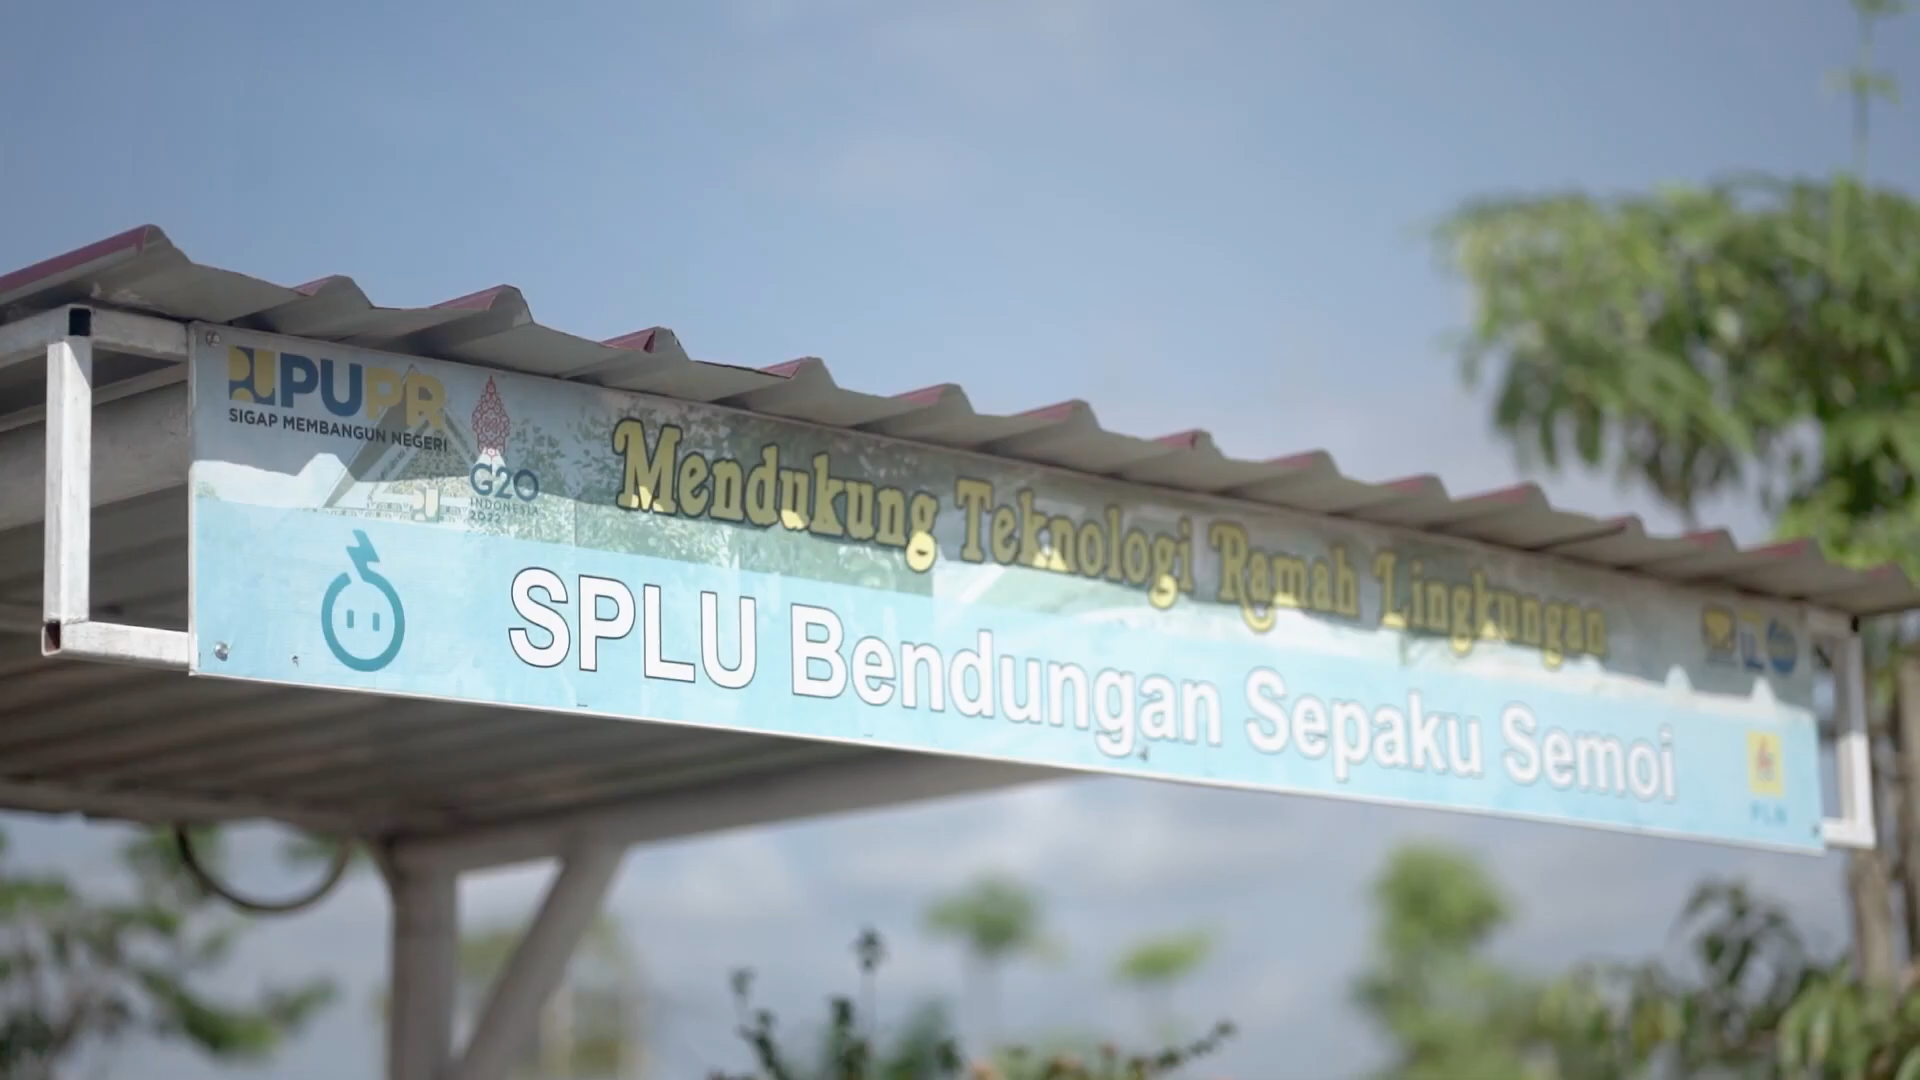 PUPR
SIGAP MEMBANGUN NEGERI
G20
INDONESIA
2022
Mendukung Teknologi Ramah Lingkungan
SPLU Bendungan Sepaku Semoi
PLN